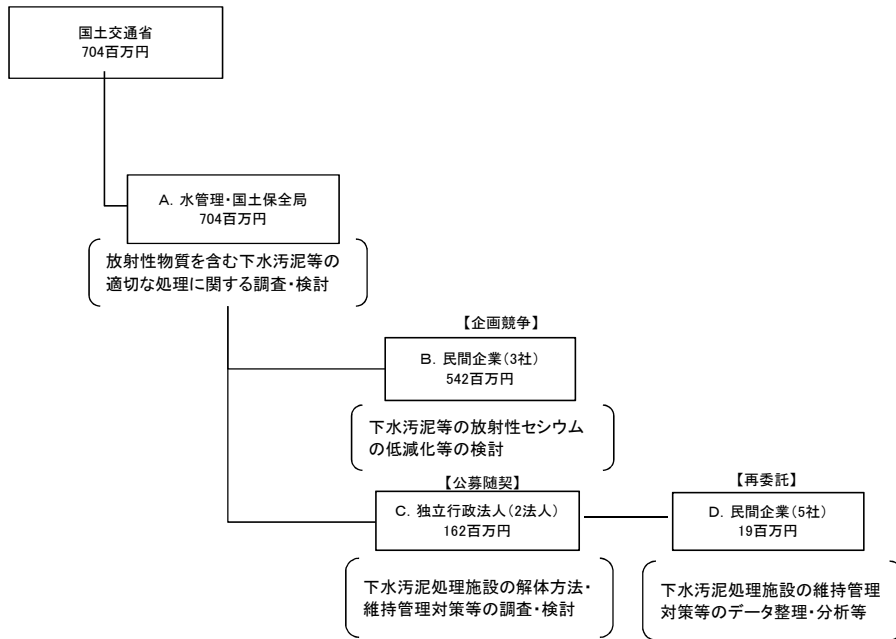 国土交通省
704百万円
A．水管理・国土保全局
704百万円
放射性物質を含む下水汚泥等の
適切な処理に関する調査・検討
【企画競争】
B．民間企業（3社）
542百万円
下水汚泥等の放射性セシウム
の低減化等の検討
【公募随契】
C．独立行政法人（2法人）
162百万円
下水汚泥処理施設の解体方法・
維持管理対策等の調査・検討
【再委託】
D．民間企業（5社）
19百万円
下水汚泥処理施設の維持管理
対策等のデータ整理・分析等